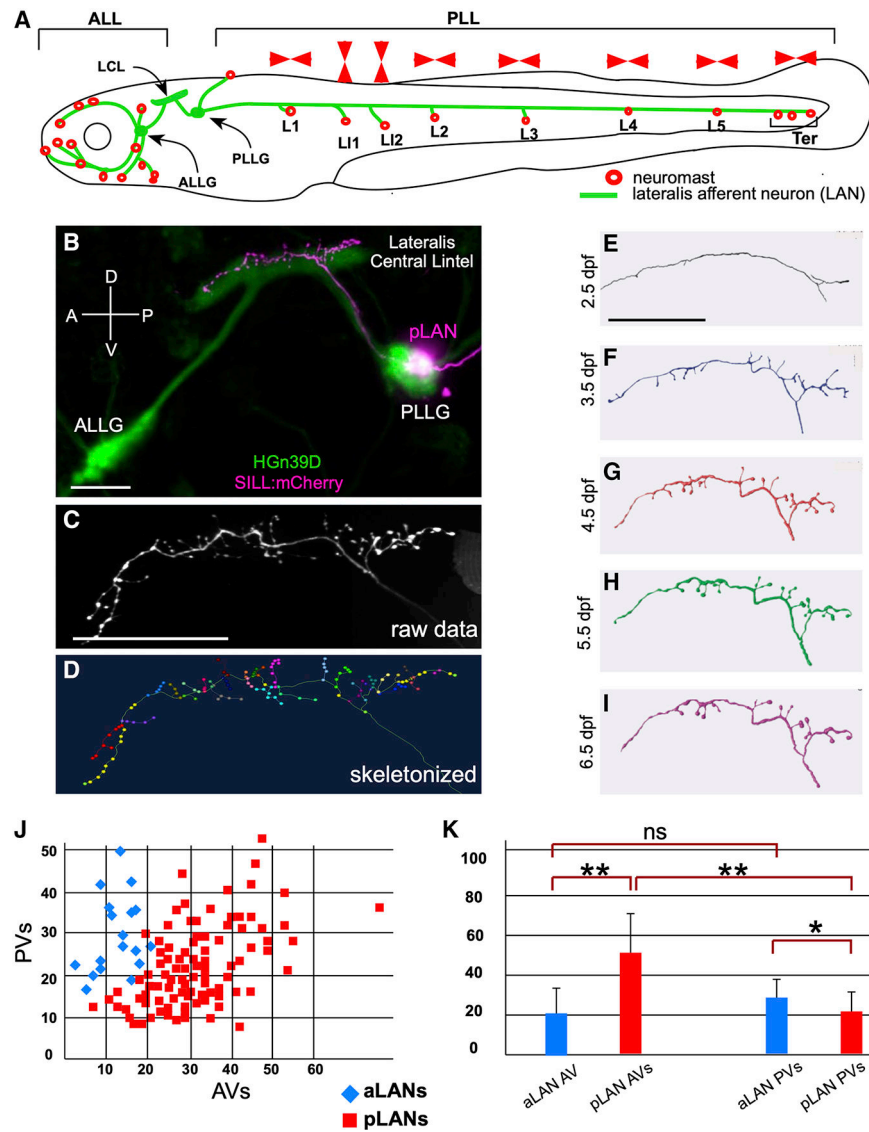 A
ALL
PLL
LCL
L1
Ll1
Ll2
L2
L3
L4
L5
Ter
PLLG
ALLG
neuromast
lateralis afferent neuron (LAN)
B
Lateralis
Central Lintel
D
A
P
V
pLAN
PLLG
ALLG
HGn39D
SILL:mCherry
C
raw data
D
skeletonized
E
2.5 dpf
F
3.5 dpf
G
4.5 dpf
H
5.5 dpf
I
6.5 dpf
J
50
40
30
20
10
0
PVs
10 20 30 40 50 60
AVs
aLANs
pLANs
K
ns
** **
*
100
80
60
40
20
0
aLAN AV
pLAN AVs
aLAN PVs
pLAN PVs